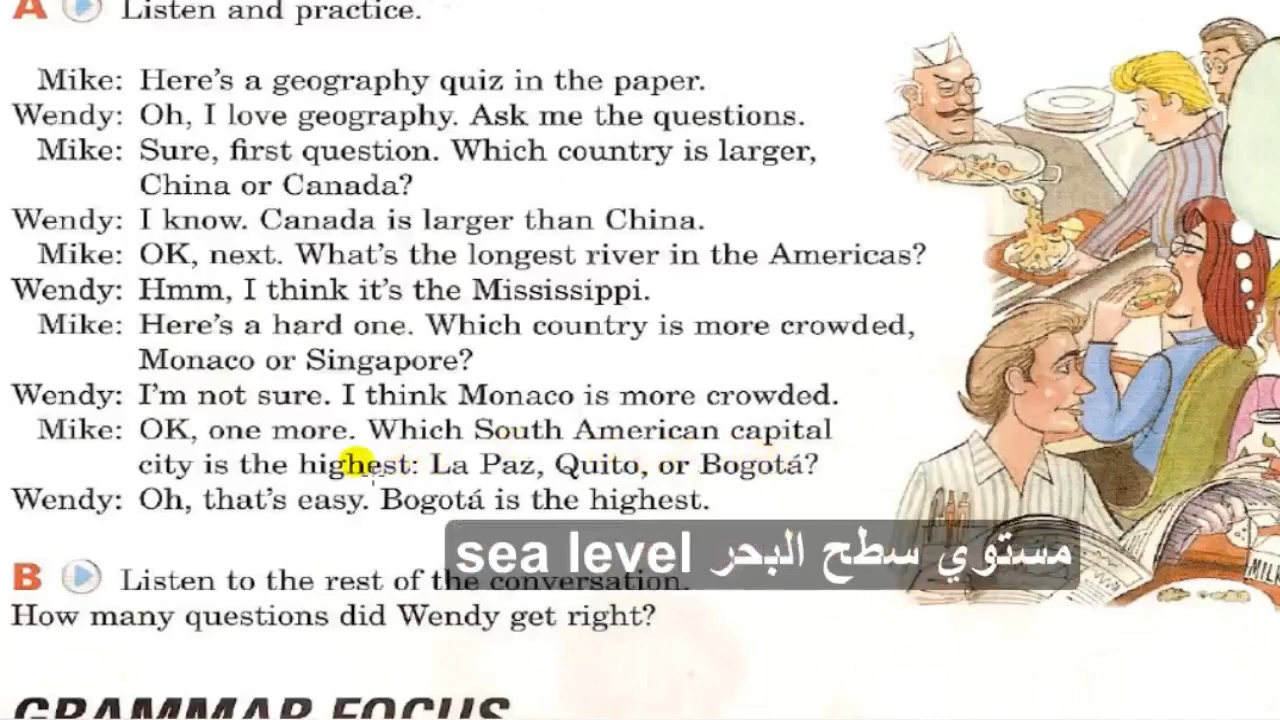 A Listen and practice.
Mike: Here's a geography quiz in the paper.
Wendy: Oh, I love geography. Ask me the questions.
Mike: Sure, first question. Which country is larger,
China or Canada?
Wendy: I know. Canada is larger than China.
Mike: OK, next. What's the longest river in the Americas?
Wendy: Hmm, I think it's the Mississippi.
Mike: Here's a hard one. Which country is more crowded,
Monaco or Singapore?
Wendy: I'm not sure. I think Monaco is more crowded.
Mike: OK, one more. Which South American capital
city is the highest: La Paz, Quito, or Bogotá?
Wendy: Oh, that's easy. Bogotá is the highest.
sea level مستوي سطح البحر
B Listen to the rest of the conversation.
How many questions did Wendy get right?
MILK
GRAMMAR FOCUS